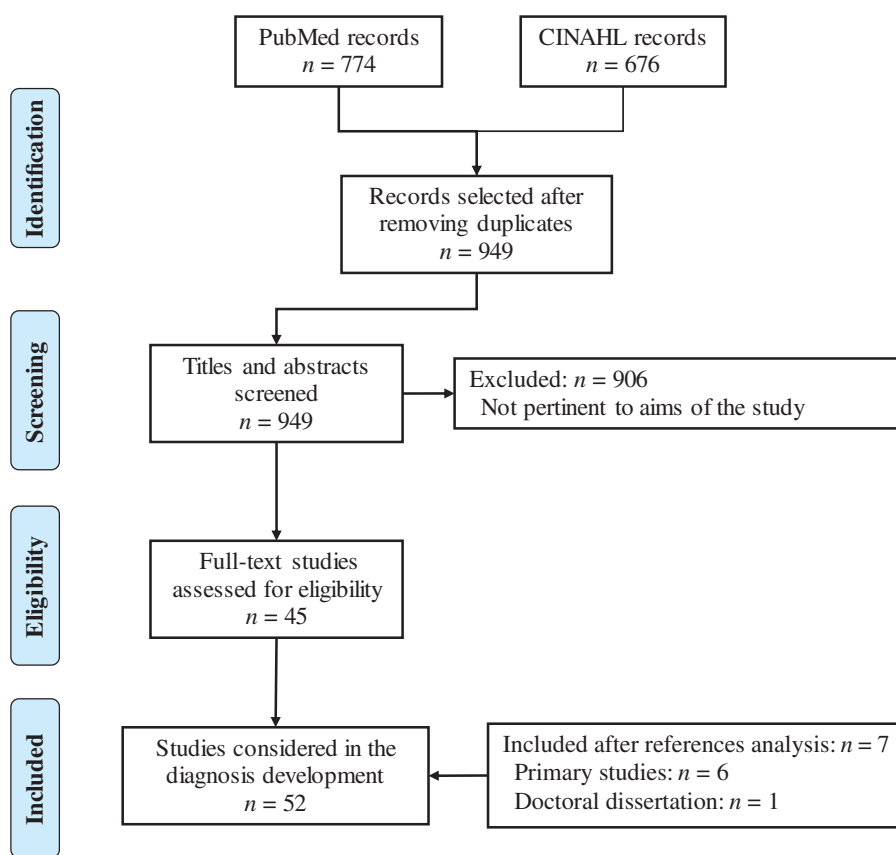 PubMed records
n = 774
CINAHL records
n = 676
Identification
Records selected after
removing duplicates
n = 949
Screening
Titles and abstracts
screened
n = 949
Excluded: n = 906
Not pertinent to aims of the study
Eligibility
Full-text studies
assessed for eligibility
n = 45
Included
Studies considered in the
diagnosis development
n = 52
Included after references analysis: n = 7
Primary studies: n = 6
Doctoral dissertation: n = 1